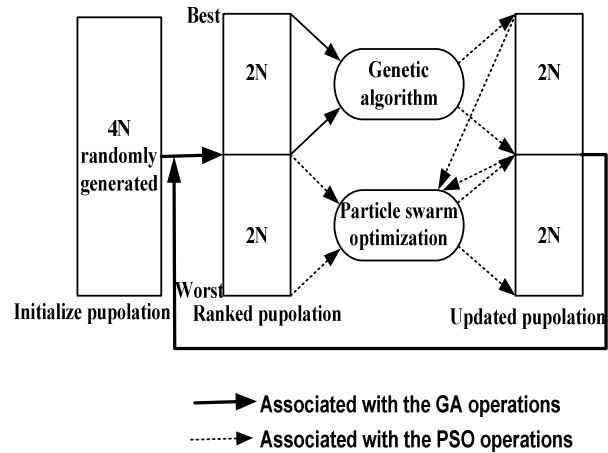 Best
2N
Genetic
algorithm
2N
4N
randomly
generated
2N
Particle swarm
optimization
2N
Worst
Initialize pupolation
Ranked pupolation
Updated pupolation
Associated with the GA operations
Associated with the PSO operations